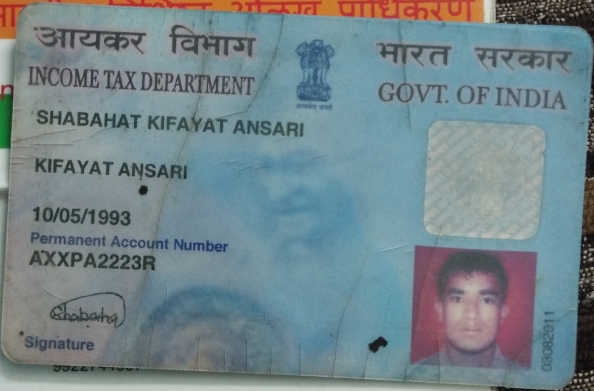 आयकर विभाग
INCOME TAX DEPARTMENT
भारत सरकार
GOVT. OF INDIA
SHABAHAT KIFAYAT ANSARI
KIFAYAT ANSARI
10/05/1993
Permanent Account Number
AXXPA2223R
Shabahat
Signature
03082011